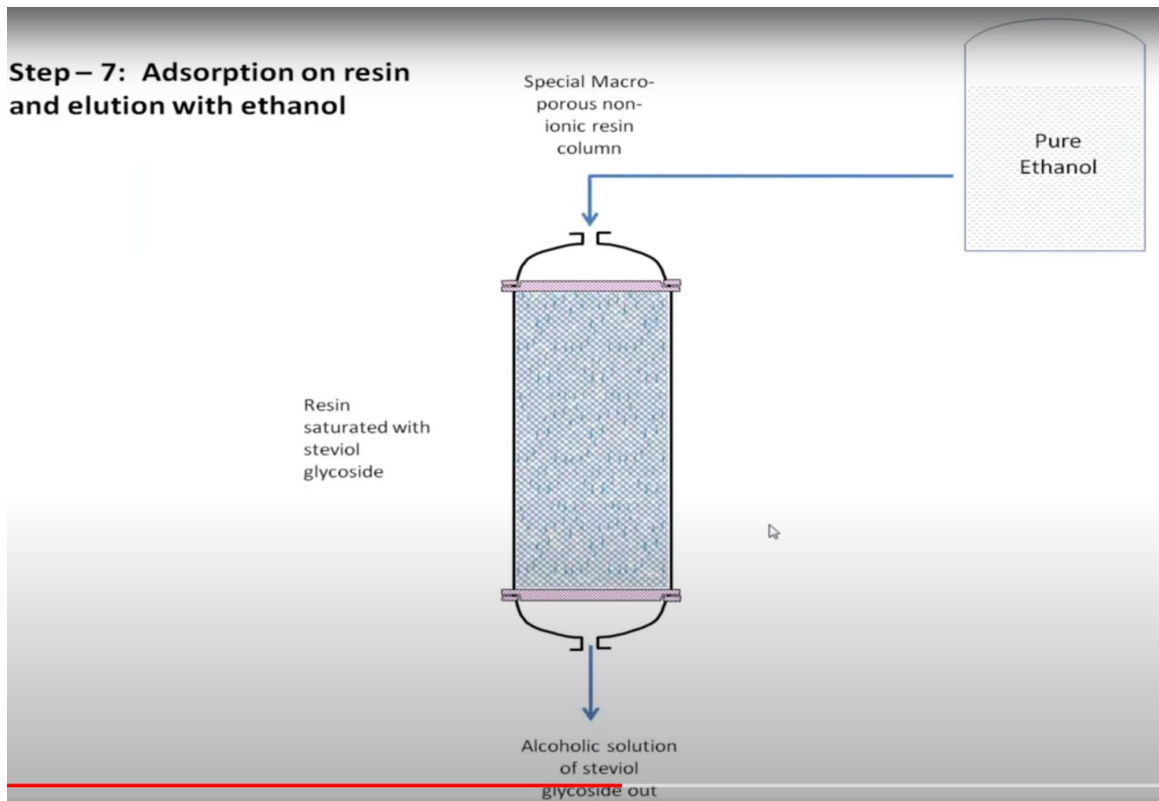 Step – 7:  Adsorption on resin
and elution with ethanol
Special Macro-
porous non-
ionic resin
column
Pure
Ethanol
Resin
saturated with
steviol
glycoside
Alcoholic solution
of steviol
glycoside out